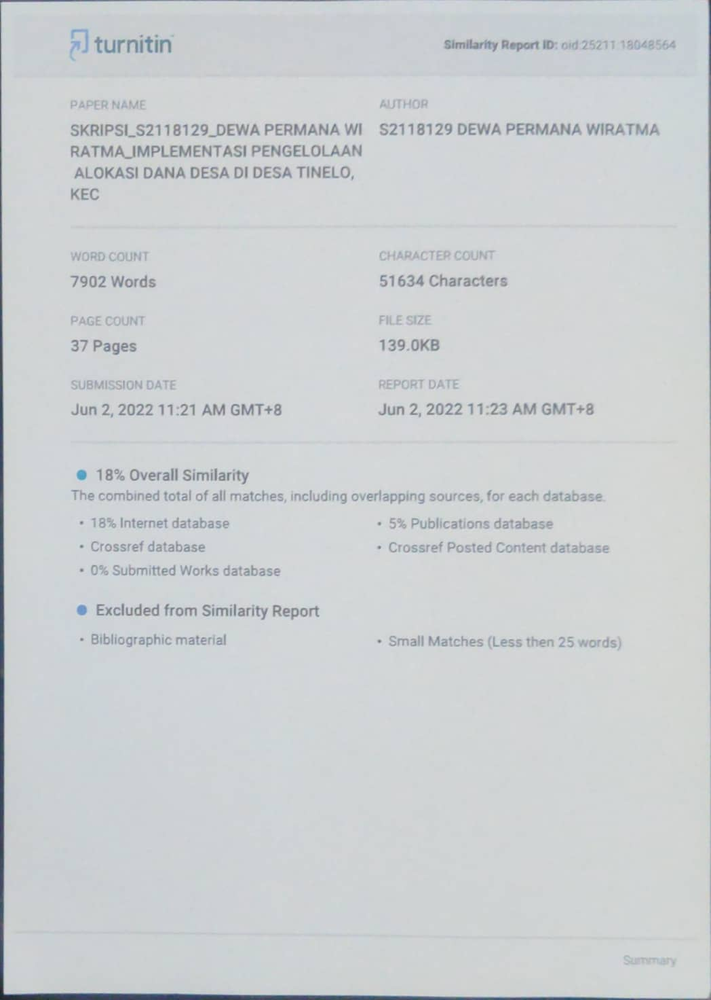 turnitin
Similarity Report ID: oid:25211:18048564
PAPER NAME
SKRIPSI_S2118129_DEWA PERMANA WI
RATMA_IMPLEMENTASI PENGELOLAAN
ALOKASI DANA DESA DI DESA TINELO,
KEC
AUTHOR
S2118129 DEWA PERMANA WIRATMA
WORD COUNT
7902 Words
CHARACTER COUNT
51634 Characters
PAGE COUNT
37 Pages
FILE SIZE
139.0KB
SUBMISSION DATE
Jun 2, 2022 11:21 AM GMT+8
REPORT DATE
Jun 2, 2022 11:23 AM GMT+8
● 18% Overall Similarity
The combined total of all matches, including overlapping sources, for each database.
• 18% Internet database
• 5% Publications database
• Crossref database
• Crossref Posted Content database
• 0% Submitted Works database
● Excluded from Similarity Report
• Bibliographic material
• Small Matches (Less then 25 words)
Summary